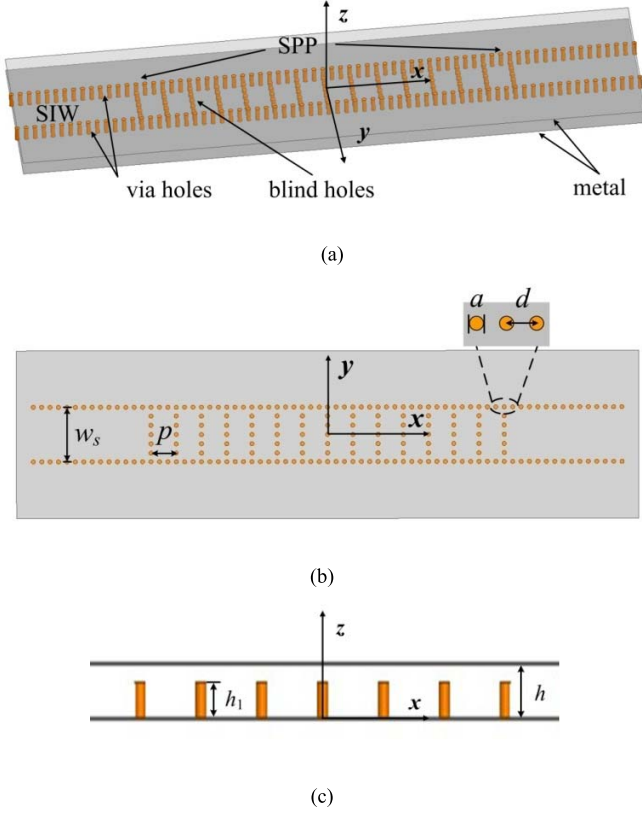 z
SPP
x
SIW
y
via holes
blind holes
metal
(a)
a d
y
x
w_s
p
(b)
z
h_1
x
h
(c)